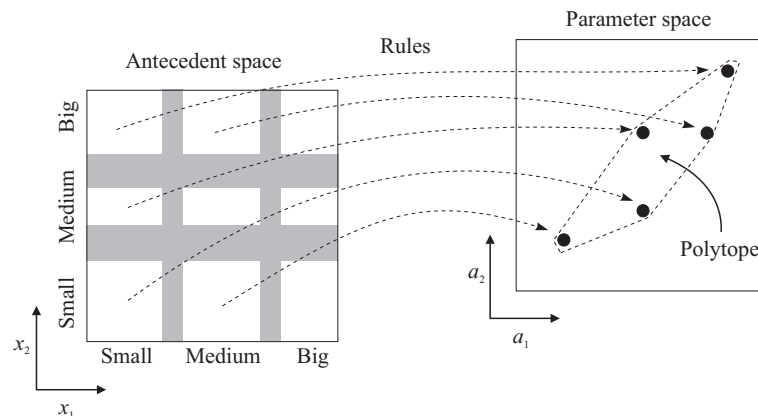 Parameter space
Rules
Antecedent space
Big
Medium
Small
Polytope
a2
a1
x2
Small Medium Big
x1